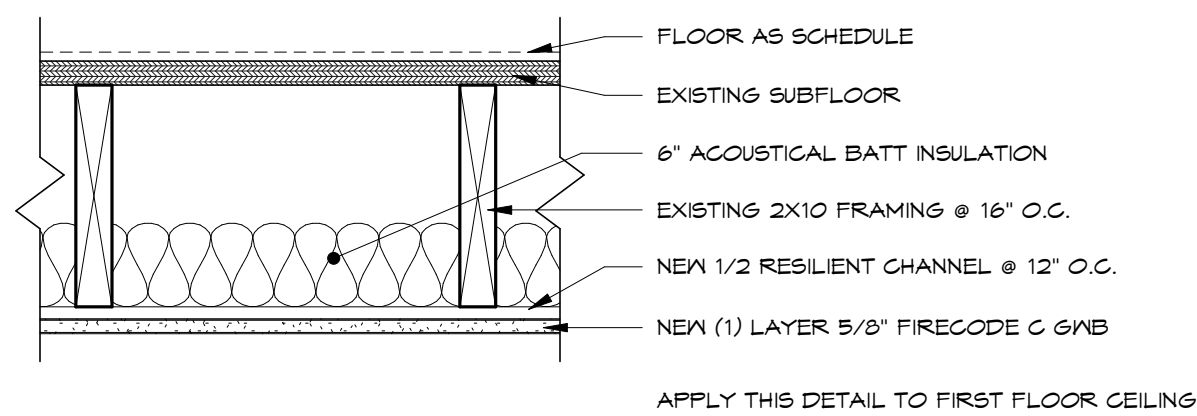 FLOOR AS SCHEDULE
EXISTING SUBFLOOR
6" ACOUSTICAL BATT INSULATION
EXISTING 2X10 FRAMING @ 16" O.C.
NEW 1/2 RESILIENT CHANNEL @ 12" O.C.
NEW (1) LAYER 5/8" FIRECODE C GWB
APPLY THIS DETAIL TO FIRST FLOOR CEILING